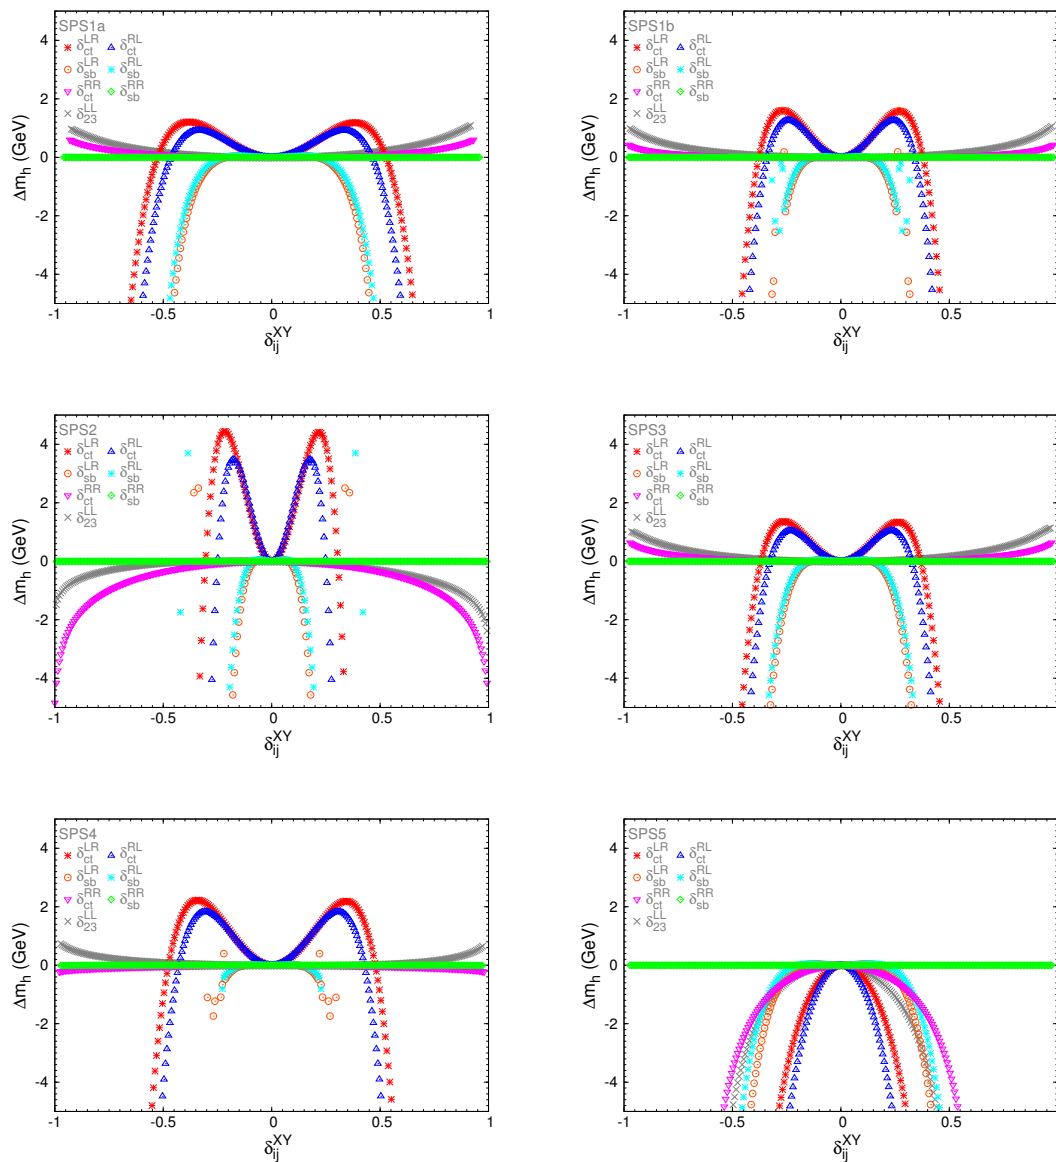 SPS1a
δ_ct^LR δ_ct^RL
δ_sb^LR δ_sb^RL
δ_ct^RR δ_sb^RR
δ_23^LL
Δm_h (GeV)
4
2
0
-2
-4
-1 -0.5 0 0.5 1
δ_ij^XY
SPS1b
δ_ct^LR δ_ct^RL
δ_sb^LR δ_sb^RL
δ_ct^RR δ_sb^RR
δ_23^LL
Δm_h (GeV)
4
2
0
-2
-4
-1 -0.5 0 0.5
δ_ij^XY
SPS2
δ_ct^LR δ_ct^RL
δ_sb^LR δ_sb^RL
δ_ct^RR δ_sb^RR
δ_23^LL
Δm_h (GeV)
4
2
0
-2
-4
-1 -0.5 0 0.5 1
δ_ij^XY
SPS3
δ_ct^LR δ_ct^RL
δ_sb^LR δ_sb^RL
δ_ct^RR δ_sb^RR
δ_23^LL
Δm_h (GeV)
4
2
0
-2
-4
-1 -0.5 0 0.5
δ_ij^XY
SPS4
δ_ct^LR δ_ct^RL
δ_sb^LR δ_sb^RL
δ_ct^RR δ_sb^RR
δ_23^LL
Δm_h (GeV)
4
2
0
-2
-4
-1 -0.5 0 0.5 1
δ_ij^XY
SPS5
δ_ct^LR δ_ct^RL
δ_sb^LR δ_sb^RL
δ_ct^RR δ_sb^RR
δ_23^LL
Δm_h (GeV)
4
2
0
-2
-4
-1 -0.5 0 0.5
δ_ij^XY